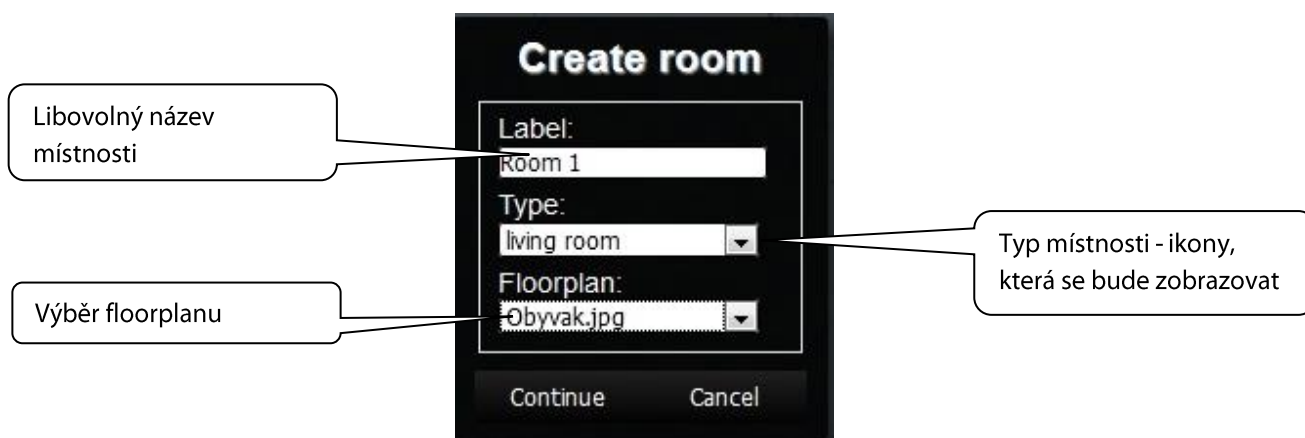 Create room
Libovolný název
místnosti
Label:
Room 1
Type:
living room
Typ místnosti - ikony,
která se bude zobrazovat
Floorplan:
Výběr floorplanu
Obyvak.jpg
Continue
Cancel